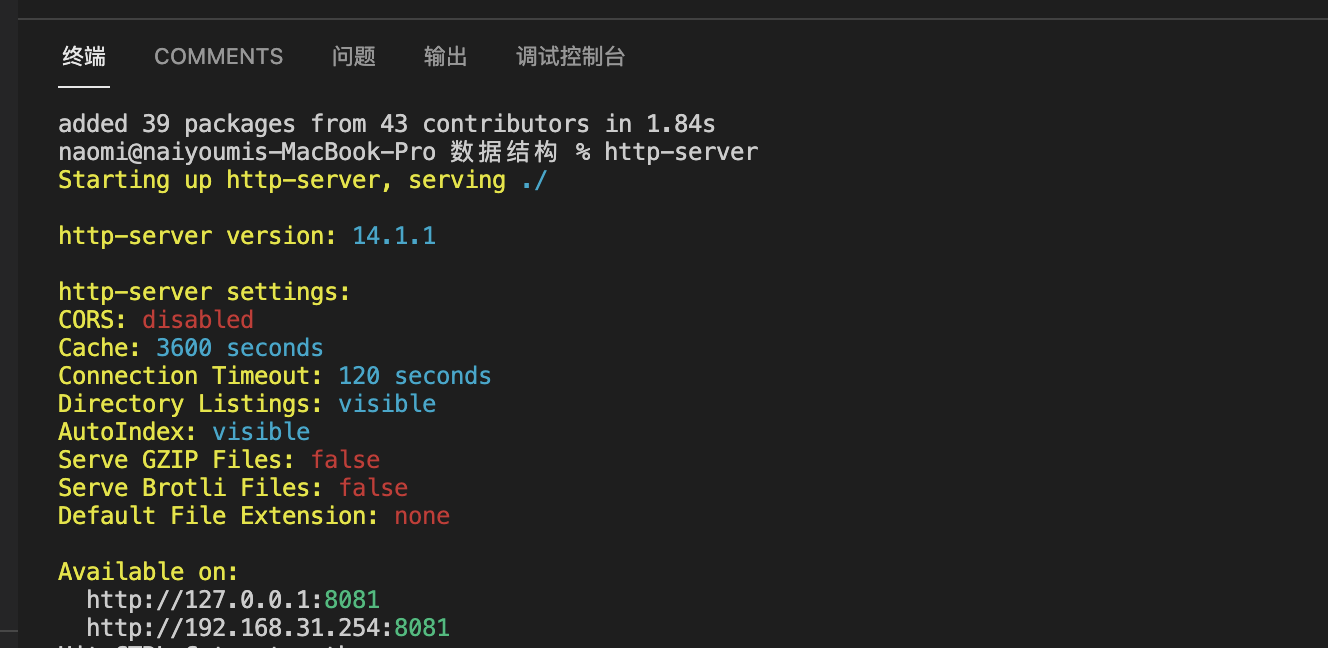 终端 COMMENTS 问题 输出 调试控制台
added 39 packages from 43 contributors in 1.84s
naomi@naiyoumis-MacBook-Pro 数据结构 % http-server
Starting up http-server, serving ./
http-server version: 14.1.1
http-server settings:
CORS: disabled
Cache: 3600 seconds
Connection Timeout: 120 seconds
Directory Listings: visible
AutoIndex: visible
Serve GZIP Files: false
Serve Brotli Files: false
Default File Extension: none
Available on:
http://127.0.0.1:8081
http://192.168.31.254:8081